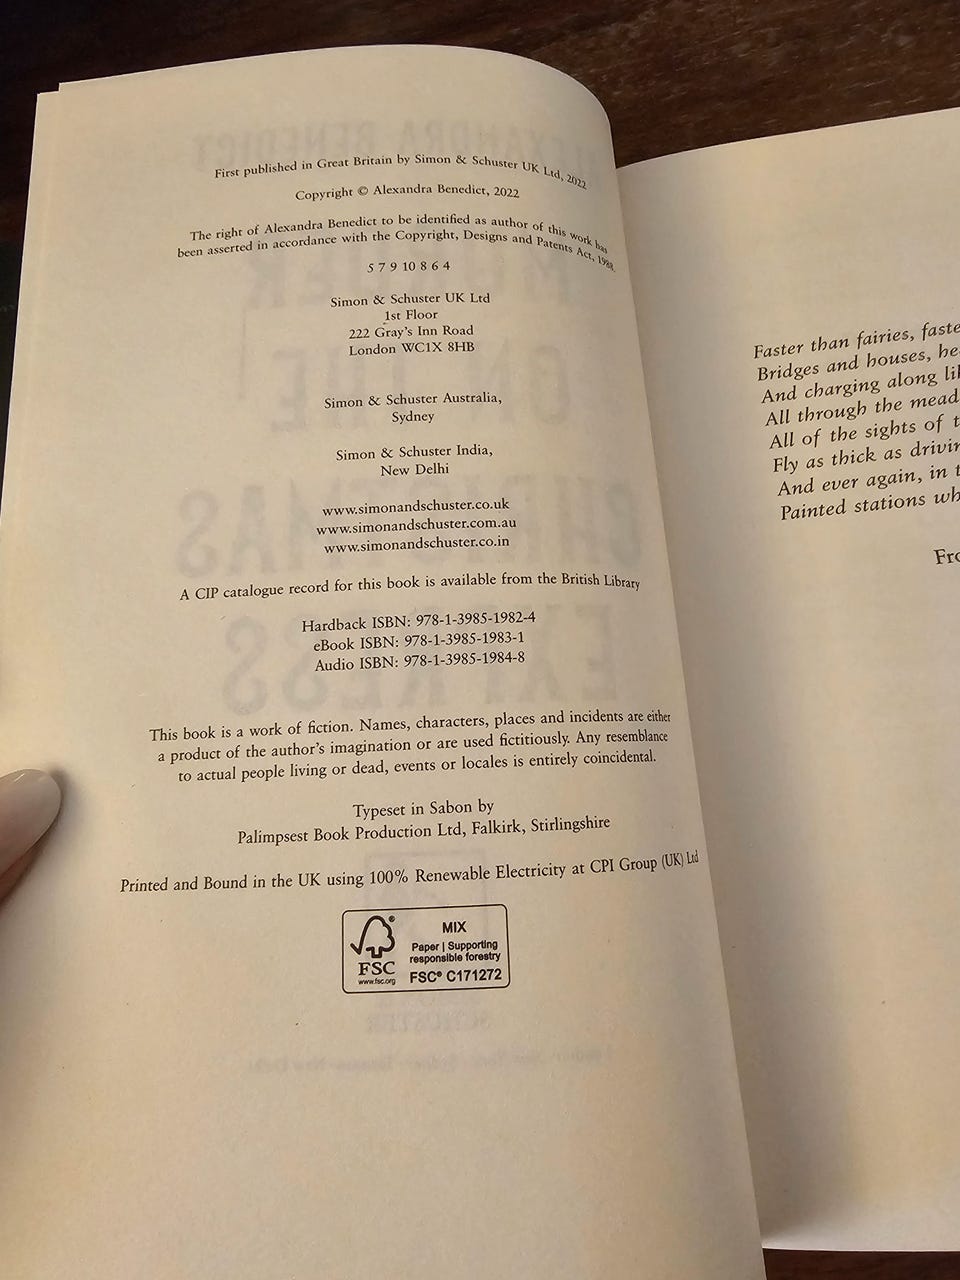 First published in Great Britain by Simon & Schuster UK Ltd, 2022
Copyright © Alexandra Benedict, 2022
The right of Alexandra Benedict to be identified as author of this work has
been asserted in accordance with the Copyright, Designs and Patents Act, 1988.
5 7 9 10 8 6 4
Simon & Schuster UK Ltd
1st Floor
222 Gray's Inn Road
London WC1X 8HB
Simon & Schuster Australia,
Sydney
Simon & Schuster India,
New Delhi
www.simonandschuster.co.uk
www.simonandschuster.com.au
www.simonandschuster.co.in
A CIP catalogue record for this book is available from the British Library
Hardback ISBN: 978-1-3985-1982-4
eBook ISBN: 978-1-3985-1983-1
Audio ISBN: 978-1-3985-1984-8
This book is a work of fiction. Names, characters, places and incidents are either
a product of the author's imagination or are used fictitiously. Any resemblance
to actual people living or dead, events or locales is entirely coincidental.
Typeset in Sabon by
Palimpsest Book Production Ltd, Falkirk, Stirlingshire
Printed and Bound in the UK using 100% Renewable Electricity at CPI Group (UK) Ltd
FSC
www.fsc.org
MIX
Paper | Supporting
responsible forestry
FSC® C171272
Faster than fairies,
Bridges and houses,
And charging along
All through the
All of the sights of
Fly as thick as
And ever again, in
Painted stations